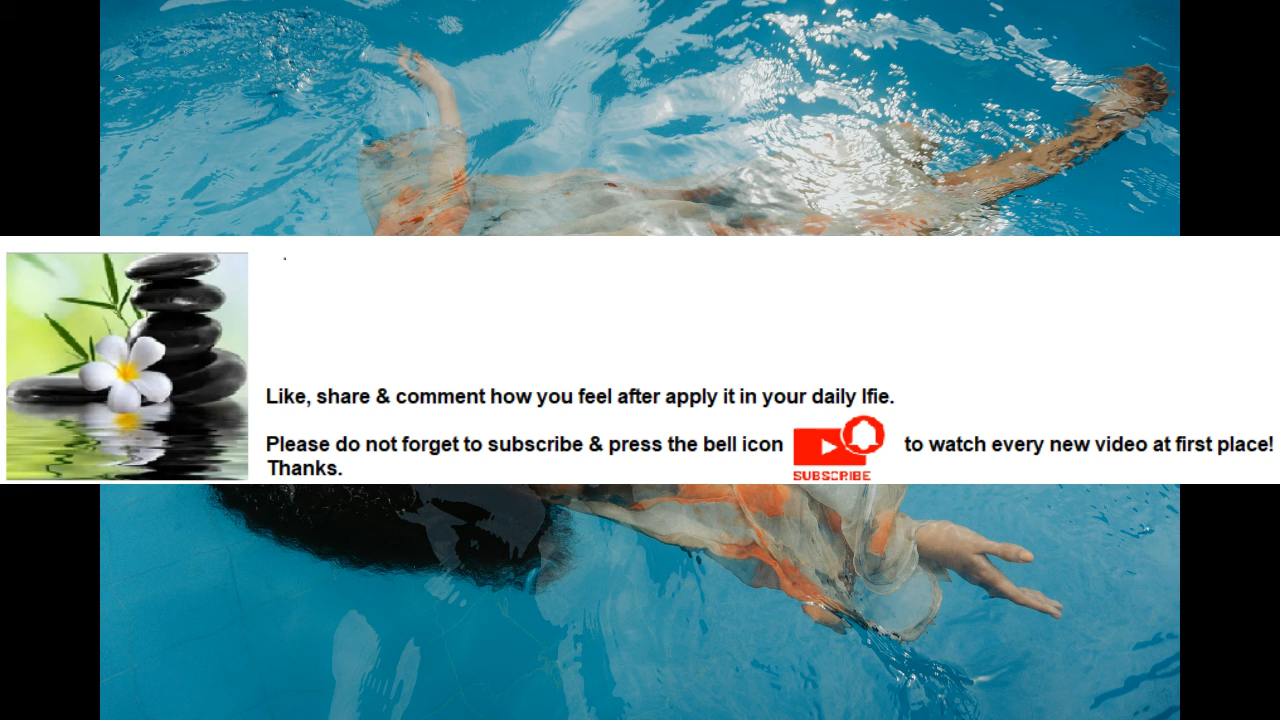 Like, share & comment how you feel after apply it in your daily lfie.
Please do not forget to subscribe & press the bell icon SUBSCRIBE to watch every new video at first place!
Thanks.